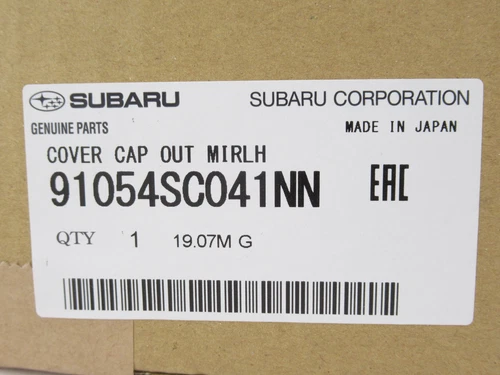 SUBARU SUBARU CORPORATION
GENUINE PARTS MADE IN JAPAN
COVER CAP OUT MIRLH
91054SC041NN EAC
QTY 1 19.07M G